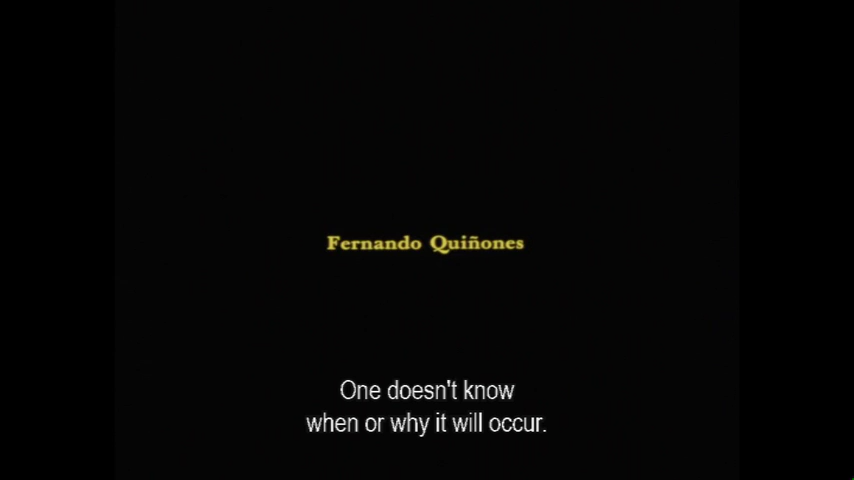 Fernando Quiñones
One doesn't know
when or why it will occur.